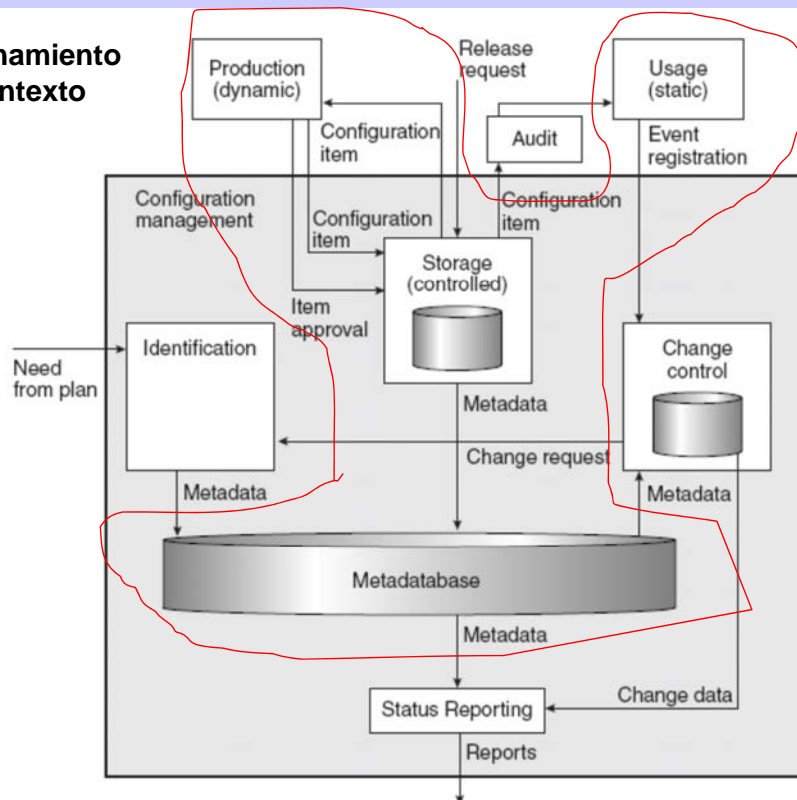 namiento
ntexto
Production
(dynamic)
Release
request
Usage
(static)
Configuration
item
Audit
Event
registration
Configuration
management
Configuration
item
Configuration
item
Storage
(controlled)
Item
approval
Identification
Change
control
Need
from plan
Metadata
Change request
Metadata
Metadata
Metadatabase
Metadata
Change data
Status Reporting
Reports